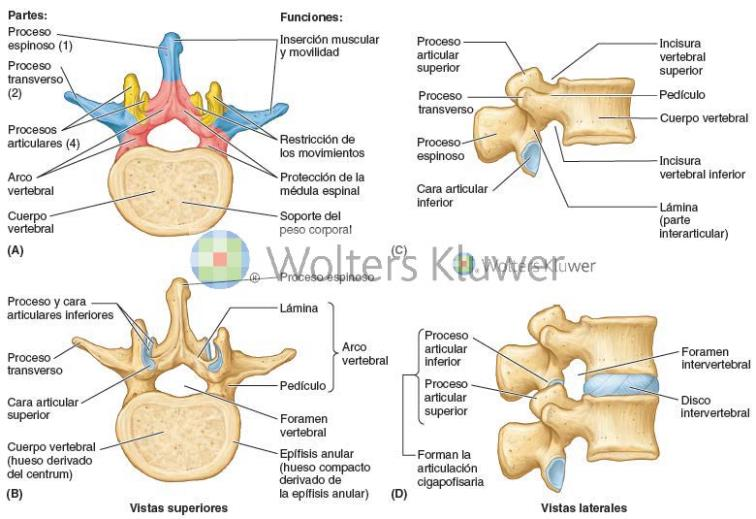 Partes:
Proceso
espinoso (1)
Proceso
transverso
(2)
Procesos
articulares (4)
Arco
vertebral
Cuerpo
vertebral
(A)
Funciones:
Inserción muscular
y movilidad
Restricción de
los movimientos
Protección de la
médula espinal
Soporte del
peso corporal
Proceso
articular
superior
Proceso
transverso
Proceso
espinoso
Cara articular
inferior
(C)
Incisura
vertebral
superior
Pedículo
Cuerpo vertebral
Incisura
vertebral inferior
Lámina
(parte
interarticular)
® Wolters Kluwer
Wolters Kluwer
Proceso espinoso
Proceso y cara
articulares inferiores
Proceso
transverso
Cara articular
superior
Cuerpo vertebral
(hueso derivado
del centrum)
(B)
Lámina
Arco
vertebral
Pedículo
Foramen
vertebral
Epífisis anular
(hueso compacto
derivado de
la epífisis anular)
Vistas superiores
Proceso
articular
inferior
Proceso
articular
superior
Forman la
articulación
cigapofisaria
(D)
Foramen
intervertebral
Disco
intervertebral
Vistas laterales